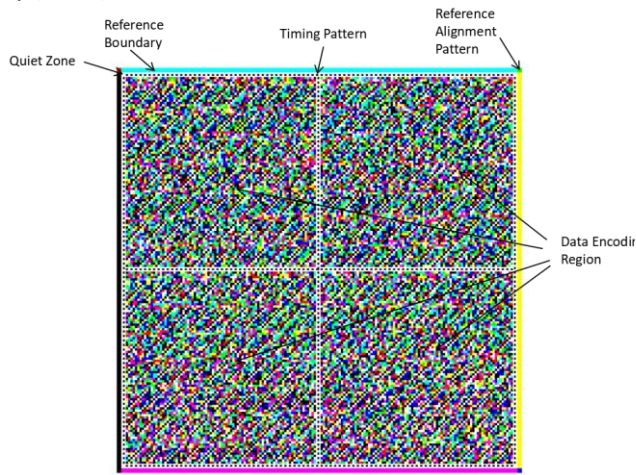 Reference
Boundary
Timing Pattern
Reference
Alignment
Pattern
Quiet Zone
Data Encodin
Region